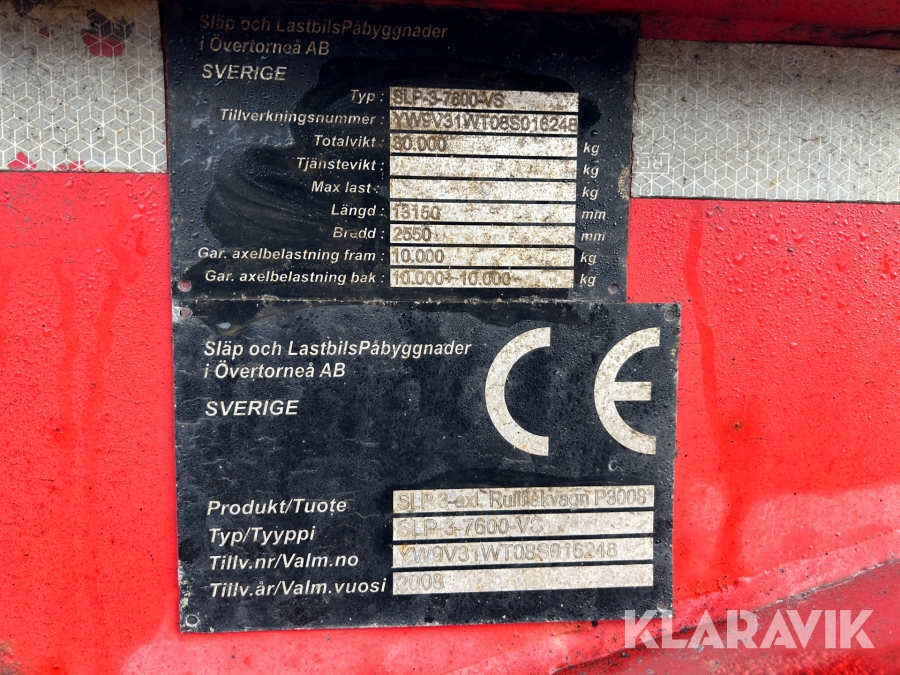 Släp och LastbilsPåbyggnader
i Övertorneå AB
SVERIGE
Typ : SLP-3-7600-VS
Tillverkningsnummer : YW9V31WT08S016248
Totalvikt : 30.000 kg
Tjänstevikt : kg
Max last : kg
Längd : 13150 mm
Bredd : 2550 mm
Gar. axelbelastning fram : 10.000 kg
Gar. axelbelastning bak : 10.000 10.000 kg
Släp och LastbilsPåbyggnader
i Övertorneå AB
SVERIGE
CE
Produkt/Tuote SLP 3-axl. Rullflakvagn P3008
Typ/Tyyppi SLP-3-7600-VS
Tillv.nr/Valm.no YW9V31WT08S016248
Tillv.år/Valm.vuosi 2008
KLARAVIK